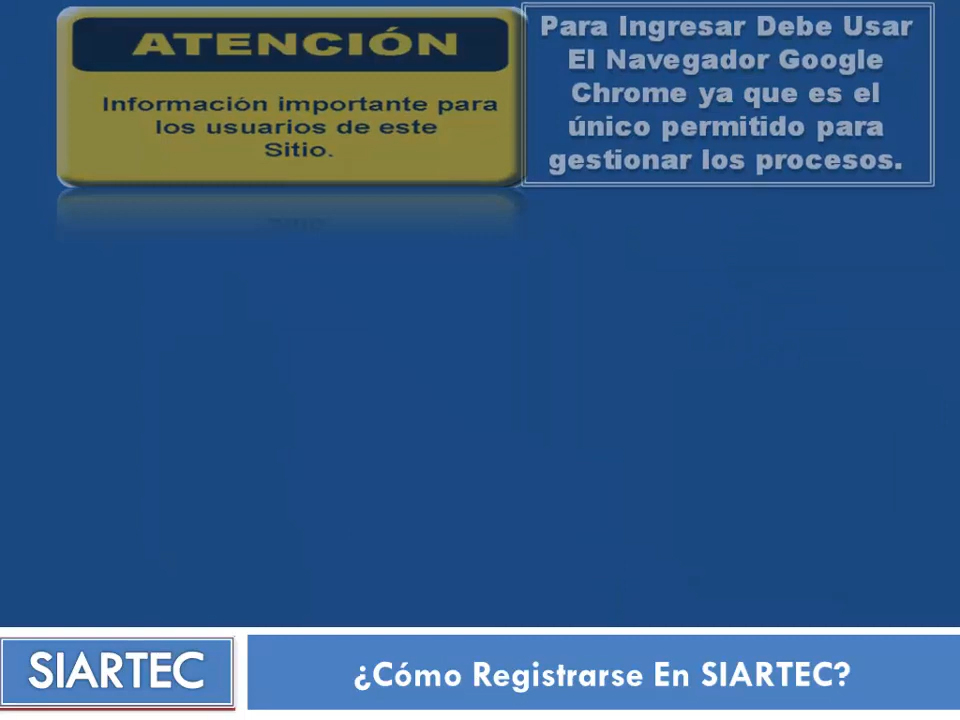 ATENCIÓN
Información importante para
los usuarios de este
Sitio.
Para Ingresar Debe Usar
El Navegador Google
Chrome ya que es el
único permitido para
gestionar los procesos.
SIARTEC
¿Cómo Registrarse En SIARTEC?